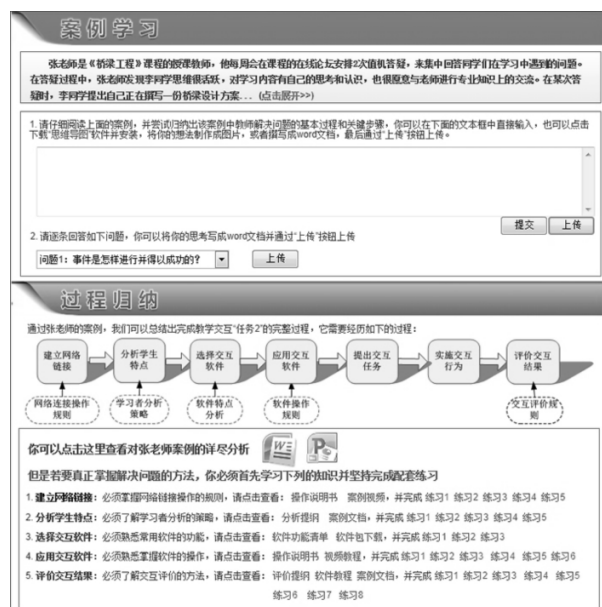 案例学习
张老师是《桥梁工程》课程的授课教师，他每周会在课程的在线论坛安排2次值机答疑，来集中回答同学们在学习中遇到的问题。
在答疑过程中，张老师发现李同学思维很活跃，对学习内容有自己的思考和认识，也很愿意与老师进行专业知识上的交流。在某次答
疑时，李同学提出自己正在撰写一份桥梁设计方案... (点击展开>>)
1. 请仔细阅读上面的案例，并尝试归纳出该案例中教师解决问题的基本过程和关键步骤，你可以在下面的文本框中直接输入，也可以点击
下载“思维导图”软件并安装，将你的想法制作成图片，或者撰写成word文档，最后通过“上传”按钮上传。
提交 上传
2. 请逐条回答如下问题，你可以将你的思考写成word文档并通过“上传”按钮上传
问题1：事件是怎样进行并得以成功的？ 上传
过程归纳
通过张老师的案例，我们可以总结出完成教学交互“任务2”的完整过程，它需要经历如下的过程：
建立网络 分析学生 选择交互 应用交互 提出交互 实施交互 评价交互
链接 特点 软件 软件 任务 行为 结果
网络连接操作 学习者分析 软件特点 软件操作 交互评价规
规则 策略 分析 规则 则
你可以点击这里查看对张老师案例的详尽分析
但是若要真正掌握解决问题的方法，你必须首先学习下列的知识并坚持完成配套练习
1. 建立网络链接：必须掌握网络链接操作的规则，请点击查看： 操作说明书 案例视频，并完成 练习1 练习2 练习3 练习4 练习5
2. 分析学生特点：必须了解学习者分析的策略，请点击查看： 分析提纲 案例文档，并完成 练习1 练习2 练习3 练习4 练习5
3. 选择交互软件：必须熟悉常用软件的功能，请点击查看： 软件功能清单 软件包下载，并完成 练习1 练习2 练习3
4. 应用交互软件：必须熟悉掌握软件的操作，请点击查看： 操作说明书 视频教程，并完成 练习1 练习2 练习3 练习4 练习5 练习6
5. 评价交互结果：必须了解交互评价的方法，请点击查看： 评价提纲 软件教程 案例文档，并完成 练习1 练习2 练习3 练习4 练习5
练习6 练习7 练习8